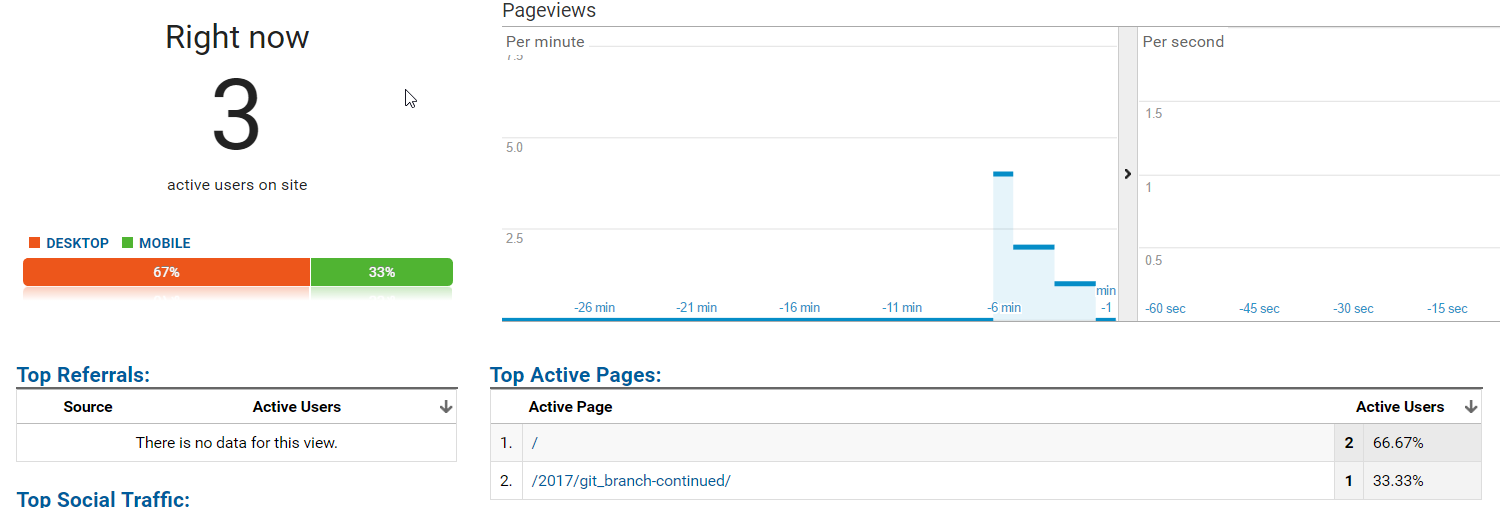 Right now
3
active users on site
DESKTOP MOBILE
67% 33%
Pageviews
Per minute
7.5
5.0
2.5
-26 min -21 min -16 min -11 min -6 min
min
-1
Per second
1.5
1
0.5
-60 sec -45 sec -30 sec -15 sec
Top Referrals:
Source Active Users
There is no data for this view.
Top Social Traffic:
Top Active Pages:
Active Page Active Users
1. / 2 66.67%
2. /2017/git_branch-continued/ 1 33.33%